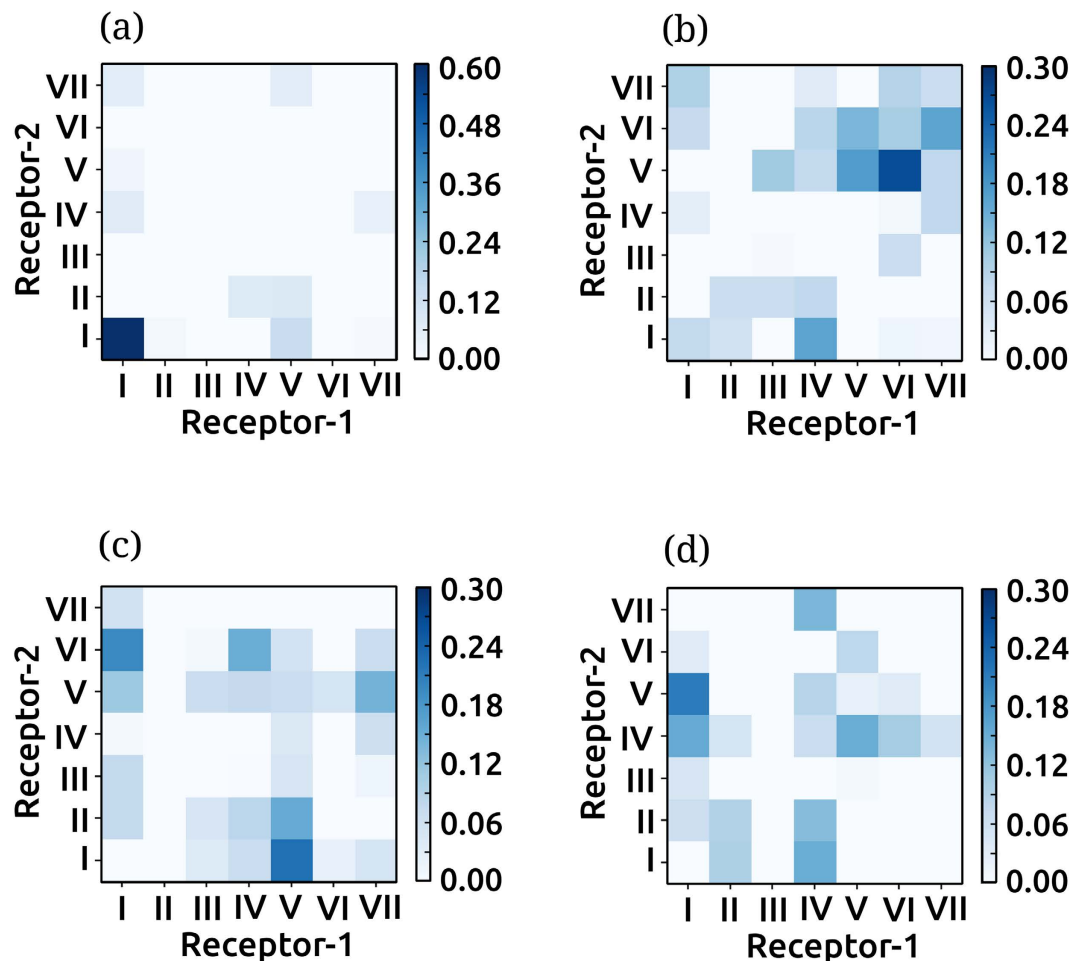 (a)
VII
VI
V
IV
III
II
I
Receptor-2
I II III IV V VI VII
Receptor-1
0.60
0.48
0.36
0.24
0.12
0.00
(b)
VII
VI
V
IV
III
II
I
Receptor-2
I II III IV V VI VII
Receptor-1
0.30
0.24
0.18
0.12
0.06
0.00
(c)
VII
VI
V
IV
III
II
I
Receptor-2
I II III IV V VI VII
Receptor-1
0.30
0.24
0.18
0.12
0.06
0.00
(d)
VII
VI
V
IV
III
II
I
Receptor-2
I II III IV V VI VII
Receptor-1
0.30
0.24
0.18
0.12
0.06
0.00